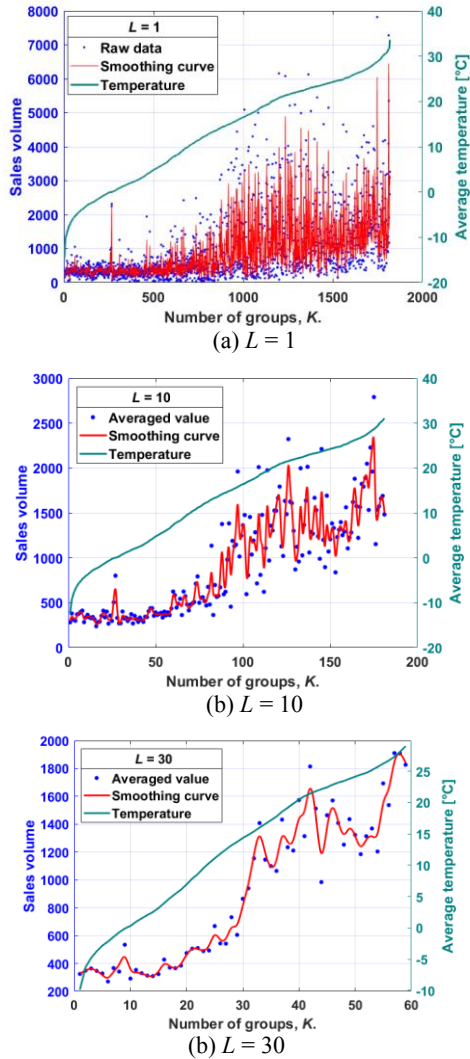 8000
7000
6000
5000
4000
3000
2000
1000
0
Sales volume
L = 1
Raw data
Smoothing curve
Temperature
40
30
20
10
0
-10
-20
Average temperature [°C]
0 500 1000 1500 2000
Number of groups, K.
(a) L = 1
3000
2500
2000
1500
1000
500
0
Sales volume
L = 10
Averaged value
Smoothing curve
Temperature
40
30
20
10
0
-10
-20
Average temperature [°C]
0 50 100 150 200
Number of groups, K.
(b) L = 10
2000
1800
1600
1400
1200
1000
800
600
400
200
Sales volume
L = 30
Averaged value
Smoothing curve
Temperature
25
20
15
10
5
0
-5
-10
Average temperature [°C]
0 10 20 30 40 50 60
Number of groups, K.
(b) L = 30